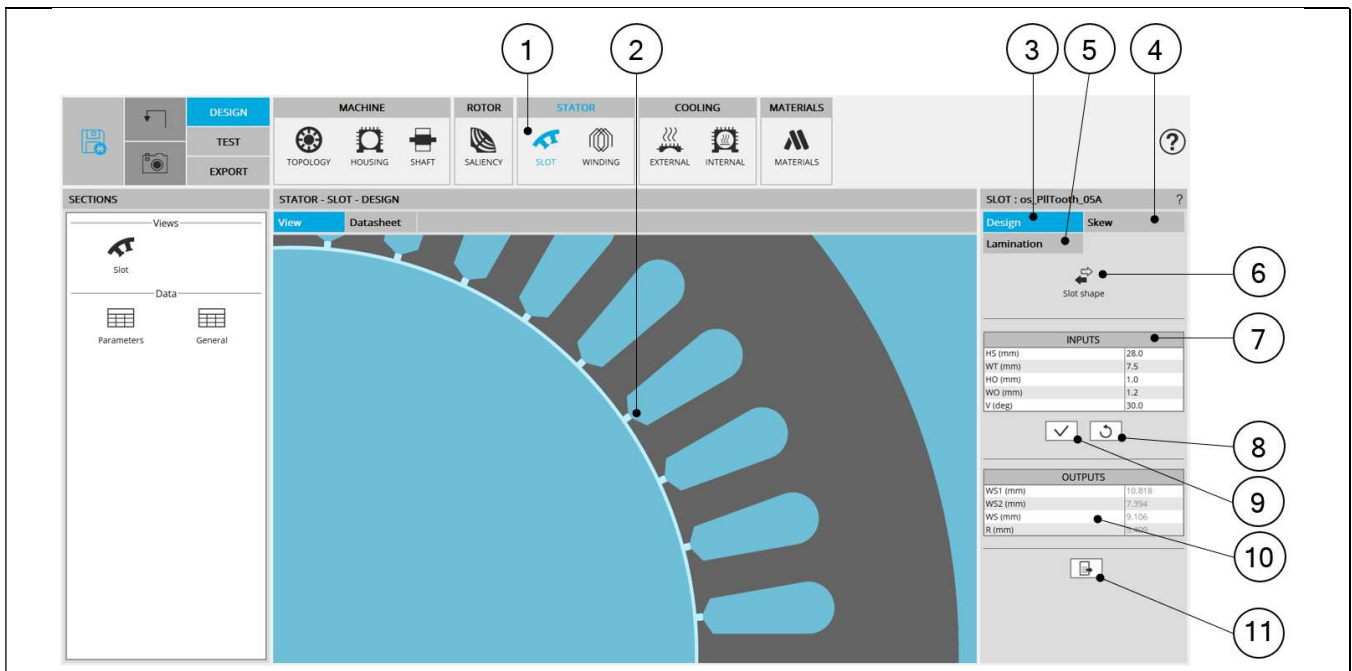 1 2 3 5 4
DESIGN MACHINE ROTOR STATOR COOLING MATERIALS
TEST
TOPOLOGY HOUSING SHAFT SALIENCY SLOT WINDING EXTERNAL INTERNAL MATERIALS
?
EXPORT
SECTIONS
Views
Slot
Data
Parameters General
STATOR - SLOT - DESIGN
View Datasheet
SLOT : os_PllTooth_05A ?
Design Skew
Lamination
Slot shape
6
INPUTS
7
HS (mm) 28.0
WT (mm) 7.5
HO (mm) 1.0
WO (mm) 1.2
V (deg) 30.0
8
9
OUTPUTS
WS1 (mm) 10.818
WS2 (mm) 7.394
WS (mm) 9.106
R (mm)
10
11